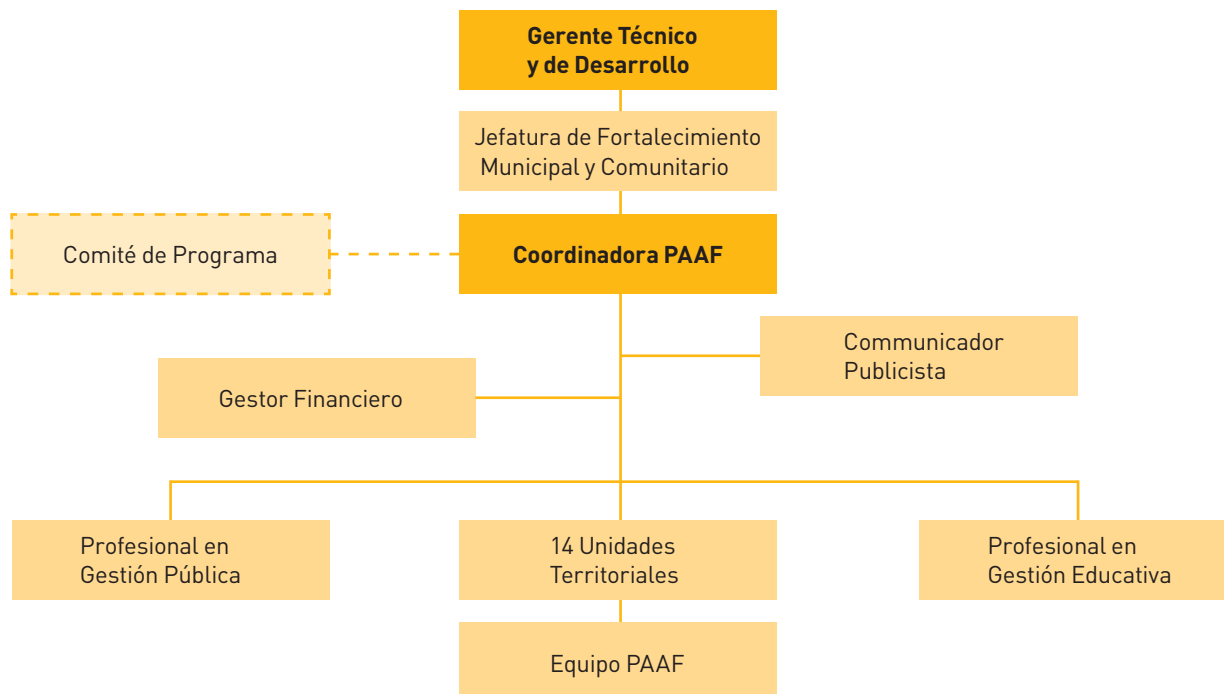 Gerente Técnico
y de Desarrollo
Jefatura de Fortalecimiento
Municipal y Comunitario
Comité de Programa
Coordinadora PAAF
Communicador
Publicista
Gestor Financiero
Profesional en
Gestión Pública
14 Unidades
Territoriales
Profesional en
Gestión Educativa
Equipo PAAF